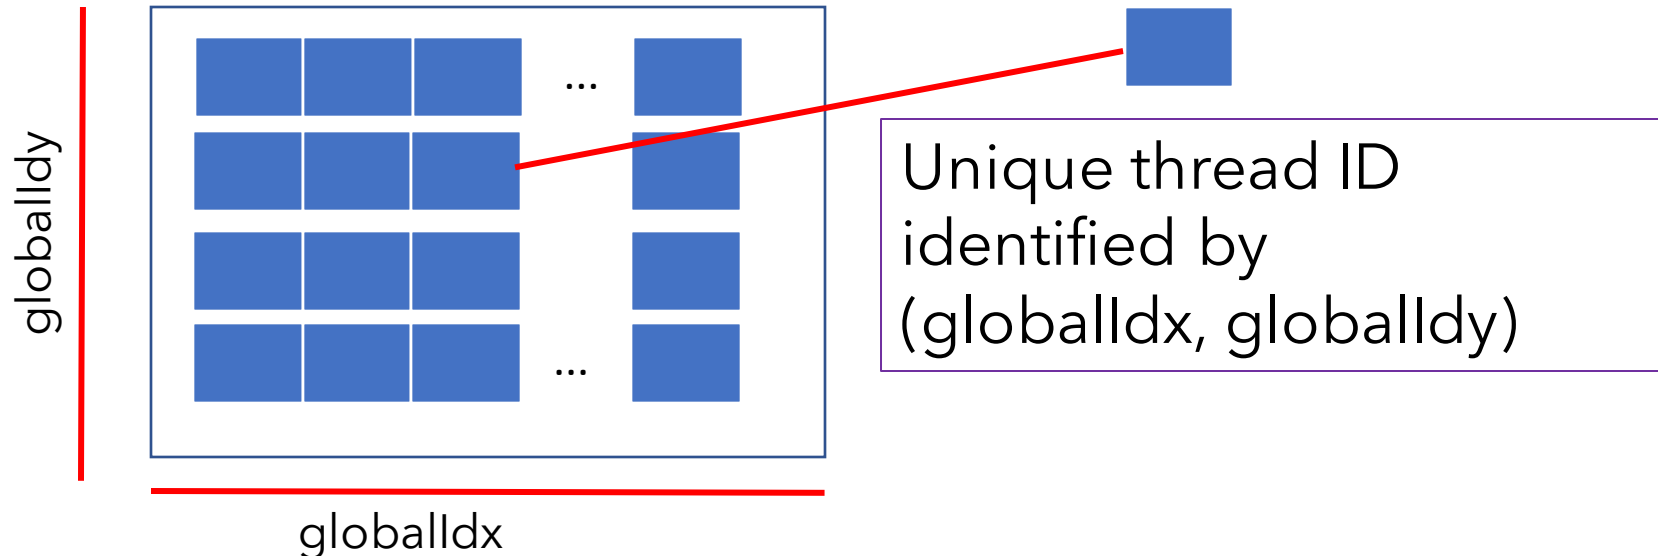 ...
globalIdy
Unique thread ID
identified by
(globalIdx, globalIdy)
...
globalIdx